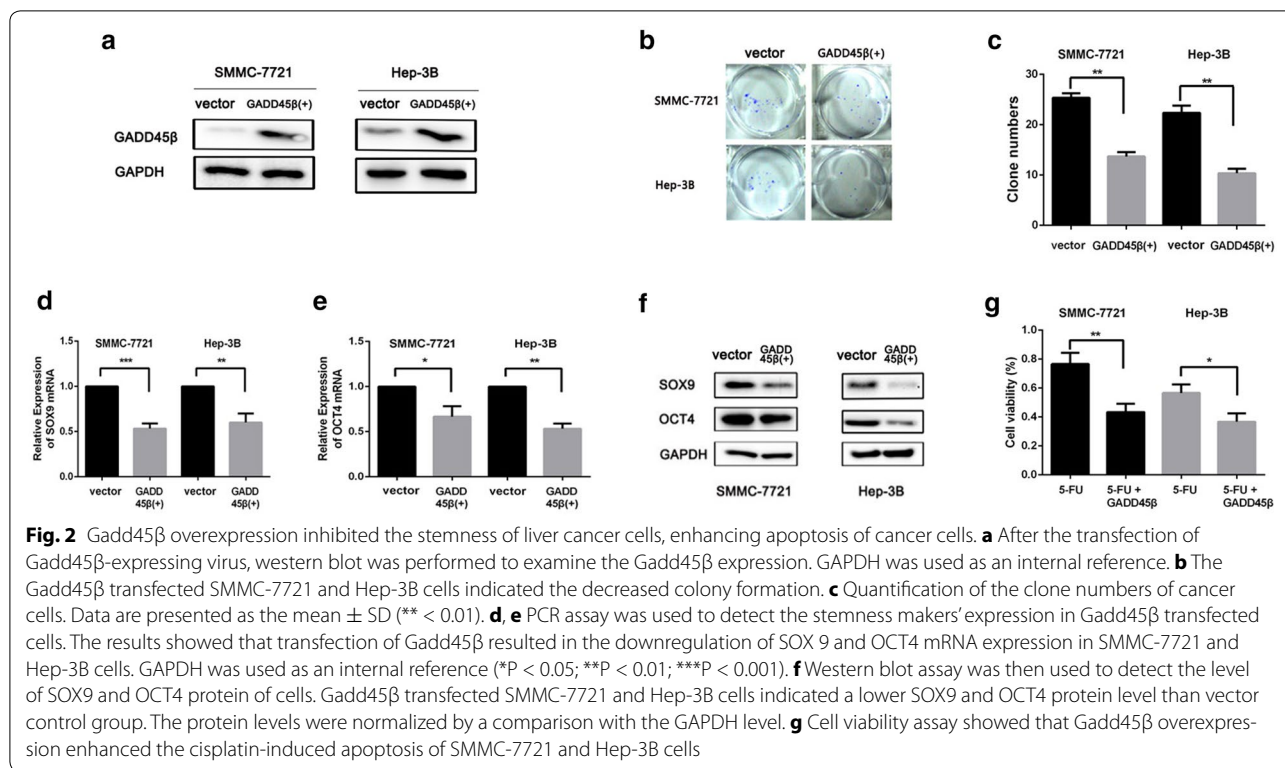 a
SMMC-7721
Hep-3B
vector GADD45β(+)
vector GADD45β(+)
GADD45β
GAPDH
b
vector GADD45β(+)
SMMC-7721
Hep-3B
c
SMMC-7721 Hep-3B
**
**
Clone numbers
30
20
10
0
vector GADD45β(+) vector GADD45β(+)
d
SMMC-7721 Hep-3B
***
**
Relative Expression
of SOX9 mRNA
1.5
1.0
0.5
0.0
vector GADD vector GADD
45β(+) 45β(+)
e
SMMC-7721 Hep-3B
*
**
Relative Expression
of OCT4 mRNA
1.5
1.0
0.5
0.0
vector GADD vector GADD
45β(+) 45β(+)
f
vector GADD
45β(+)
vector GADD
45β(+)
SOX9
OCT4
GAPDH
SMMC-7721 Hep-3B
g
SMMC-7721 Hep-3B
**
*
Cell viability (%)
1.0
0.8
0.6
0.4
0.2
0.0
5-FU 5-FU + 5-FU 5-FU +
GADD45β GADD45β
Fig. 2 Gadd45β overexpression inhibited the stemness of liver cancer cells, enhancing apoptosis of cancer cells. a After the transfection of
Gadd45β-expressing virus, western blot was performed to examine the Gadd45β expression. GAPDH was used as an internal reference. b The
Gadd45β transfected SMMC-7721 and Hep-3B cells indicated the decreased colony formation. c Quantification of the clone numbers of cancer
cells. Data are presented as the mean ± SD (** < 0.01). d, e PCR assay was used to detect the stemness makers' expression in Gadd45β transfected
cells. The results showed that transfection of Gadd45β resulted in the downregulation of SOX 9 and OCT4 mRNA expression in SMMC-7721 and
Hep-3B cells. GAPDH was used as an internal reference (*P < 0.05; **P < 0.01; ***P < 0.001). f Western blot assay was then used to detect the level
of SOX9 and OCT4 protein of cells. Gadd45β transfected SMMC-7721 and Hep-3B cells indicated a lower SOX9 and OCT4 protein level than vector
control group. The protein levels were normalized by a comparison with the GAPDH level. g Cell viability assay showed that Gadd45β overexpres-
sion enhanced the cisplatin-induced apoptosis of SMMC-7721 and Hep-3B cells